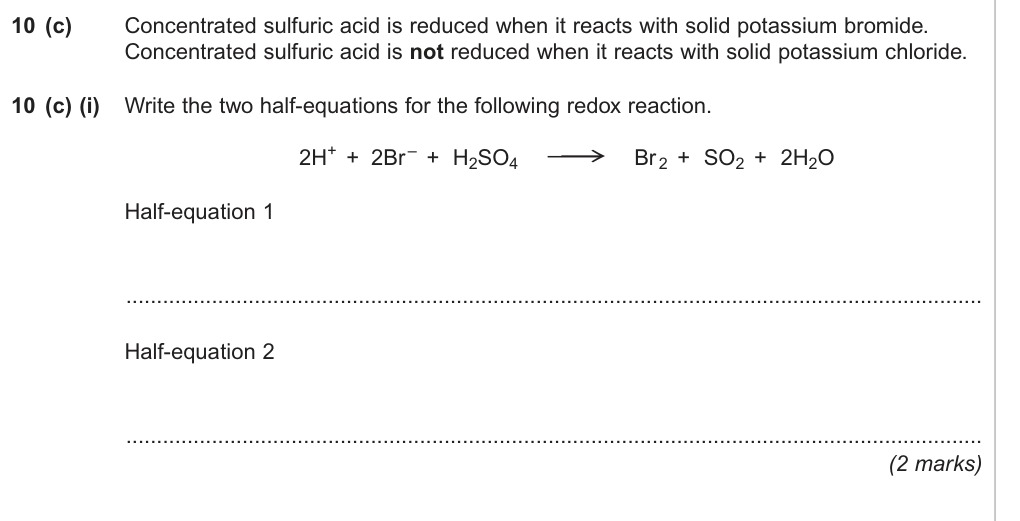 10 (c) Concentrated sulfuric acid is reduced when it reacts with solid potassium bromide.
Concentrated sulfuric acid is not reduced when it reacts with solid potassium chloride.
10 (c) (i) Write the two half-equations for the following redox reaction.
2H⁺ + 2Br⁻ + H₂SO₄ ⟶ Br₂ + SO₂ + 2H₂O
Half-equation 1
Half-equation 2
(2 marks)